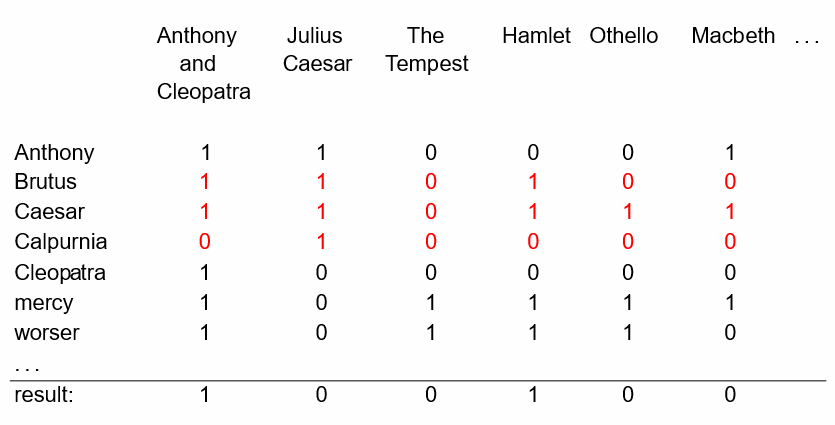 Anthony Julius The Hamlet Othello Macbeth ...
and Caesar Tempest
Cleopatra
Anthony 1 1 0 0 0 1
Brutus 1 1 0 1 0 0
Caesar 1 1 0 1 1 1
Calpurnia 0 1 0 0 0 0
Cleopatra 1 0 0 0 0 0
mercy 1 0 1 1 1 1
worser 1 0 1 1 1 0
...
result: 1 0 0 1 0 0